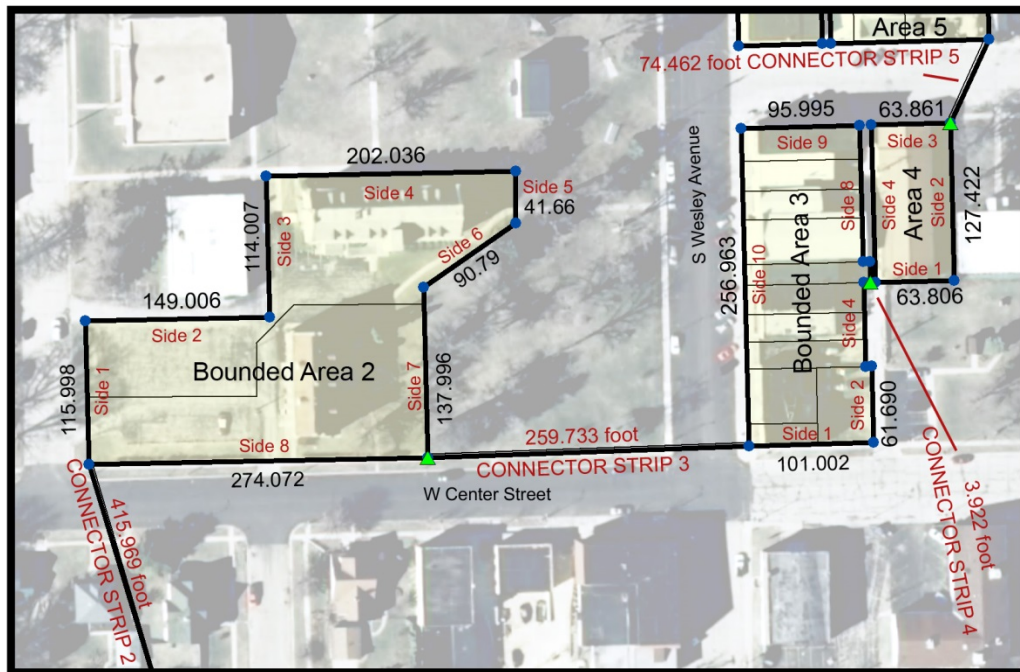 Area 5
74.462 foot CONNECTOR STRIP 5
95.995
63.861
Side 9
Side 3
202.036
Side 4
Side 5
41.66
114.007
Side 3
Side 6
90.79
S Wesley Avenue
256.963
Side 10
Bounded Area 3
Side 8
Side 4
Area 4
Side 2
127.422
Side 1
63.806
149.006
Side 2
115.998
Side 1
Bounded Area 2
Side 7
137.996
Side 4
Side 2
61.690
Side 8
274.072
259.733 foot
CONNECTOR STRIP 3
Side 1
101.002
W Center Street
415.969 foot
CONNECTOR STRIP 2
3.922 foot
CONNECTOR STRIP 4